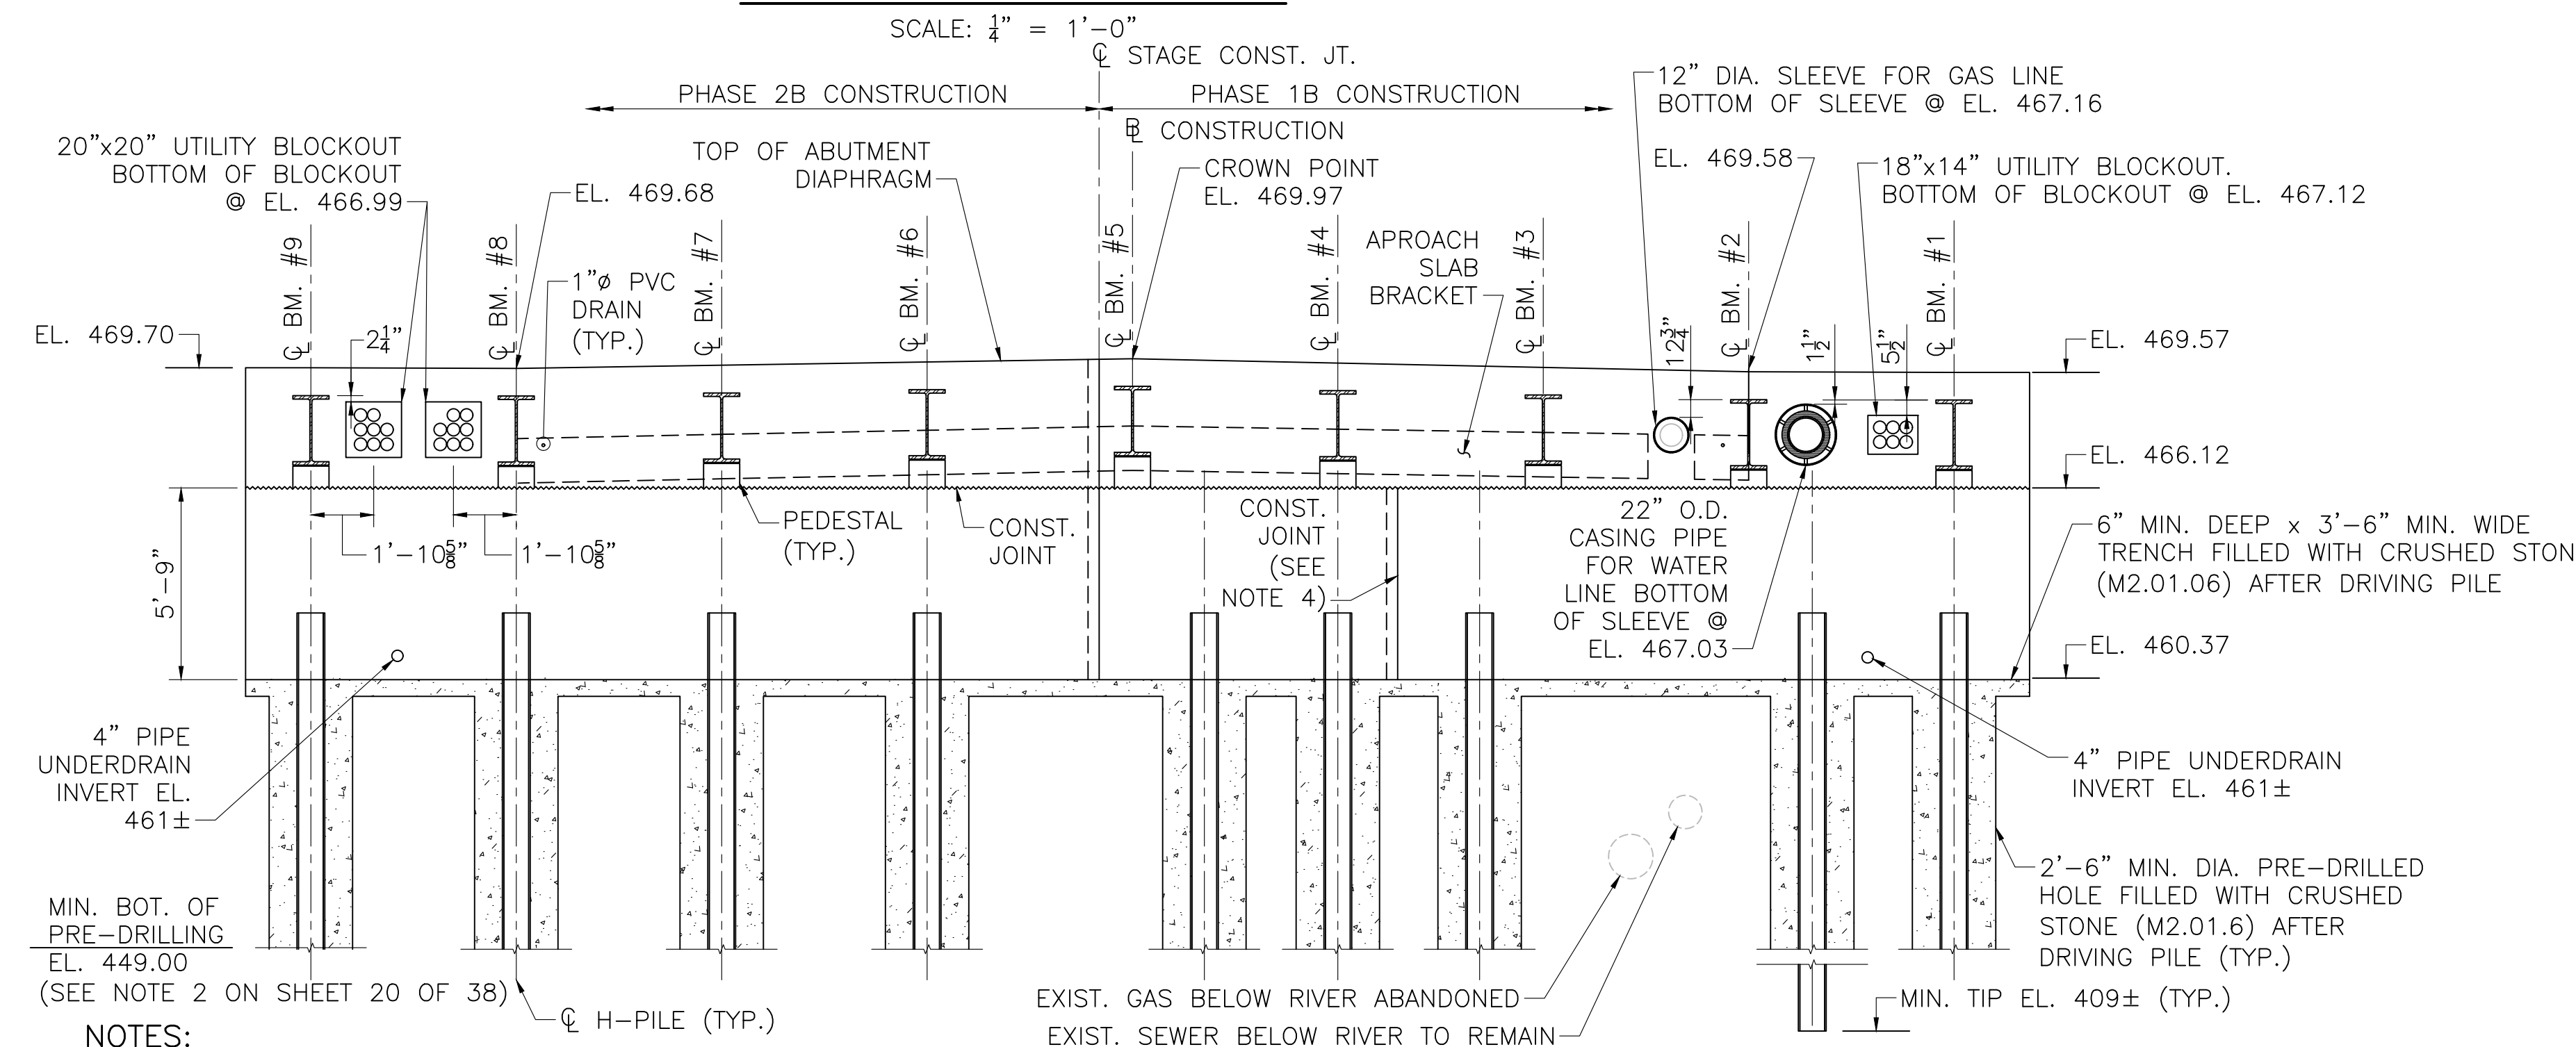 SCALE: 1/4" = 1'-0"
℄ STAGE CONST. JT.
PHASE 2B CONSTRUCTION
PHASE 1B CONSTRUCTION
12" DIA. SLEEVE FOR GAS LINE
BOTTOM OF SLEEVE @ EL. 467.16
20"x20" UTILITY BLOCKOUT
BOTTOM OF BLOCKOUT
@ EL. 466.99
TOP OF ABUTMENT
DIAPHRAGM
BL CONSTRUCTION
CROWN POINT
EL. 469.97
EL. 469.58
18"x14" UTILITY BLOCKOUT.
BOTTOM OF BLOCKOUT @ EL. 467.12
EL. 469.68
APROACH
SLAB
BRACKET
℄ BM. #9
℄ BM. #8
℄ BM. #7
℄ BM. #6
℄ BM. #5
℄ BM. #4
℄ BM. #3
℄ BM. #2
℄ BM. #1
1"ø PVC
DRAIN
(TYP.)
EL. 469.70
2 1/4"
12 3/4"
1 1/2"
5 1/2"
EL. 469.57
EL. 466.12
5'-9"
1'-10 5/8"
1'-10 5/8"
PEDESTAL
(TYP.)
CONST.
JOINT
CONST.
JOINT
(SEE
NOTE 4)
22" O.D.
CASING PIPE
FOR WATER
LINE BOTTOM
OF SLEEVE @
EL. 467.03
6" MIN. DEEP x 3'-6" MIN. WIDE
TRENCH FILLED WITH CRUSHED STON
(M2.01.06) AFTER DRIVING PILE
EL. 460.37
4" PIPE
UNDERDRAIN
INVERT EL.
461±
4" PIPE UNDERDRAIN
INVERT EL. 461±
2'-6" MIN. DIA. PRE-DRILLED
HOLE FILLED WITH CRUSHED
STONE (M2.01.6) AFTER
DRIVING PILE (TYP.)
MIN. BOT. OF
PRE-DRILLING
EL. 449.00
(SEE NOTE 2 ON SHEET 20 OF 38)
℄ H-PILE (TYP.)
EXIST. GAS BELOW RIVER ABANDONED
EXIST. SEWER BELOW RIVER TO REMAIN
MIN. TIP EL. 409± (TYP.)
NOTES: